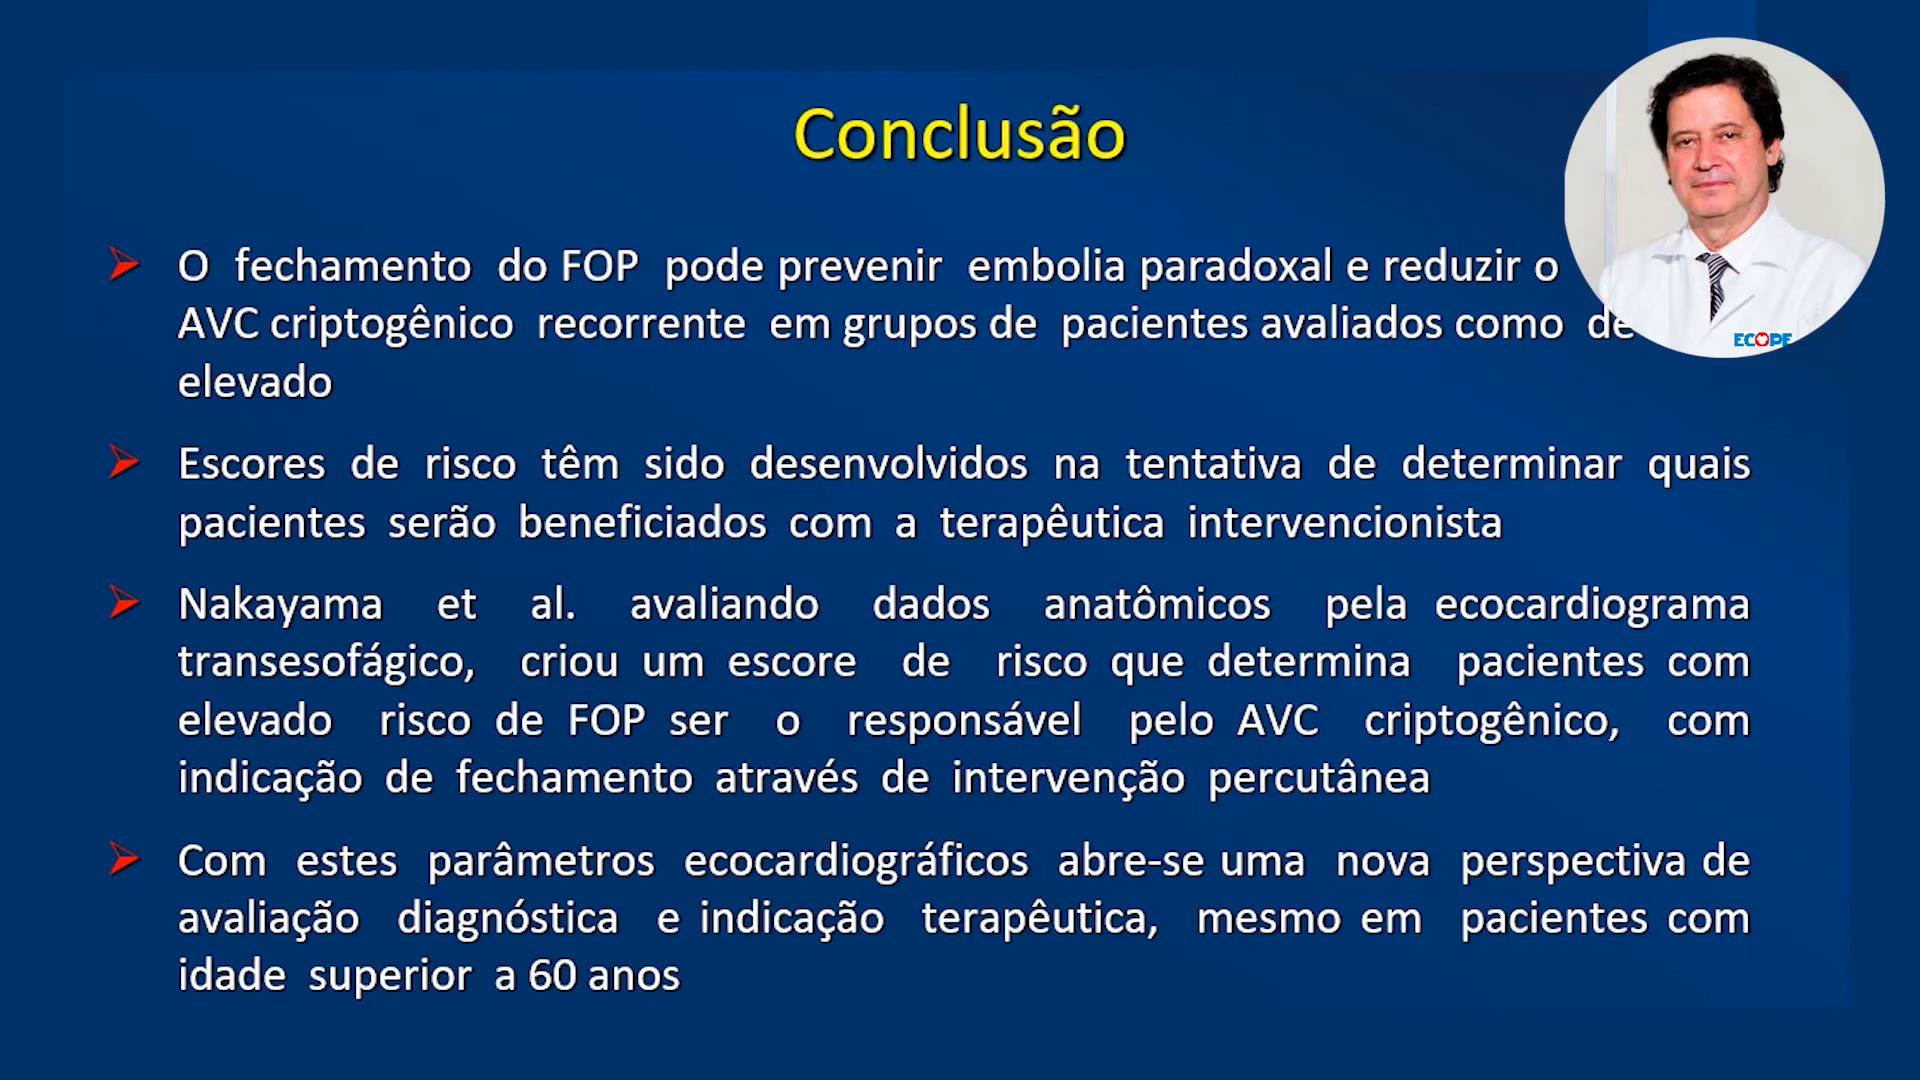 Conclusão
O fechamento do FOP pode prevenir embolia paradoxal e reduzir o
AVC criptogênico recorrente em grupos de pacientes avaliados como de
elevado
Escores de risco têm sido desenvolvidos na tentativa de determinar quais
pacientes serão beneficiados com a terapêutica intervencionista
Nakayama et al. avaliando dados anatômicos pela ecocardiograma
transesofágico, criou um escore de risco que determina pacientes com
elevado risco de FOP ser o responsável pelo AVC criptogênico, com
indicação de fechamento através de intervenção percutânea
Com estes parâmetros ecocardiográficos abre-se uma nova perspectiva de
avaliação diagnóstica e indicação terapêutica, mesmo em pacientes com
idade superior a 60 anos
ECOPE